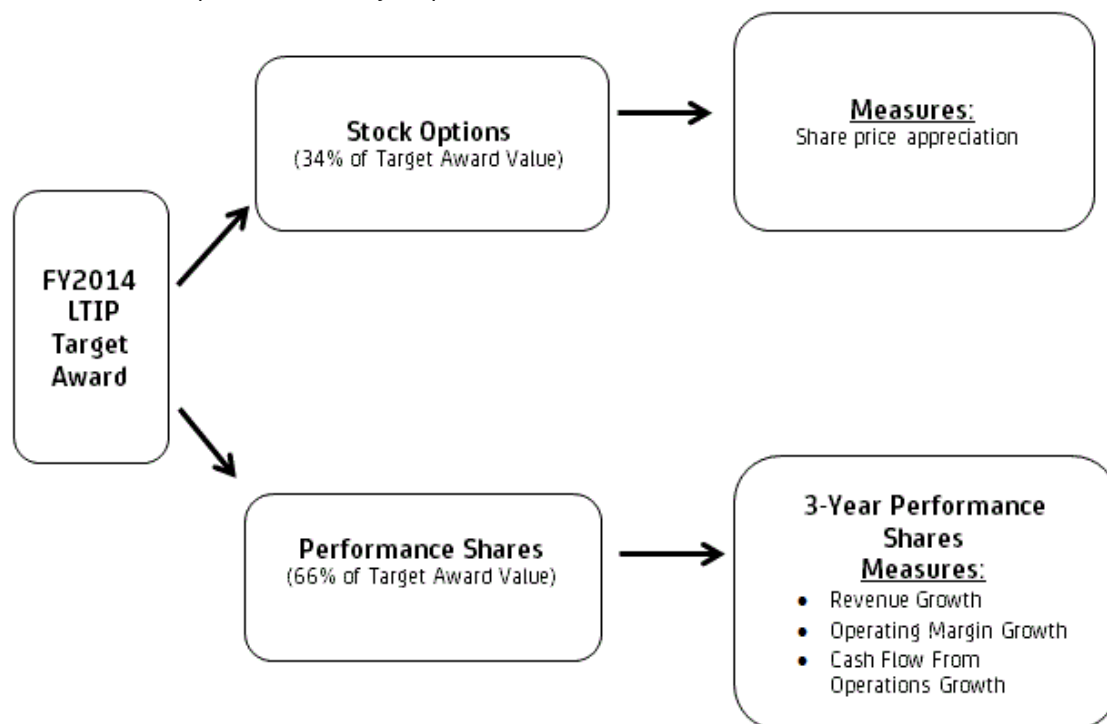 FY2014
LTIP
Target
Award
Stock Options
(34% of Target Award Value)
Measures:
Share price appreciation
Performance Shares
(66% of Target Award Value)
3-Year Performance
Shares
Measures:
• Revenue Growth
• Operating Margin Growth
• Cash Flow From
Operations Growth